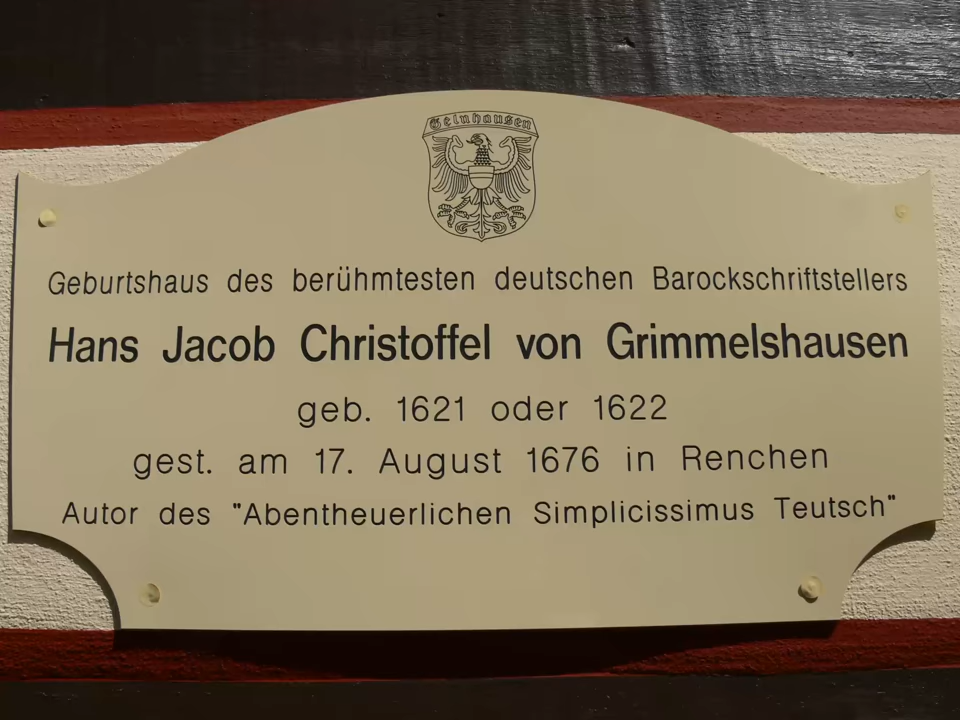 Gelnhausen
Geburtshaus des berühmtesten deutschen Barockschriftstellers
Hans Jacob Christoffel von Grimmelshausen
geb. 1621 oder 1622
gest. am 17. August 1676 in Renchen
Autor des "Abentheuerlichen Simplicissimus Teutsch"